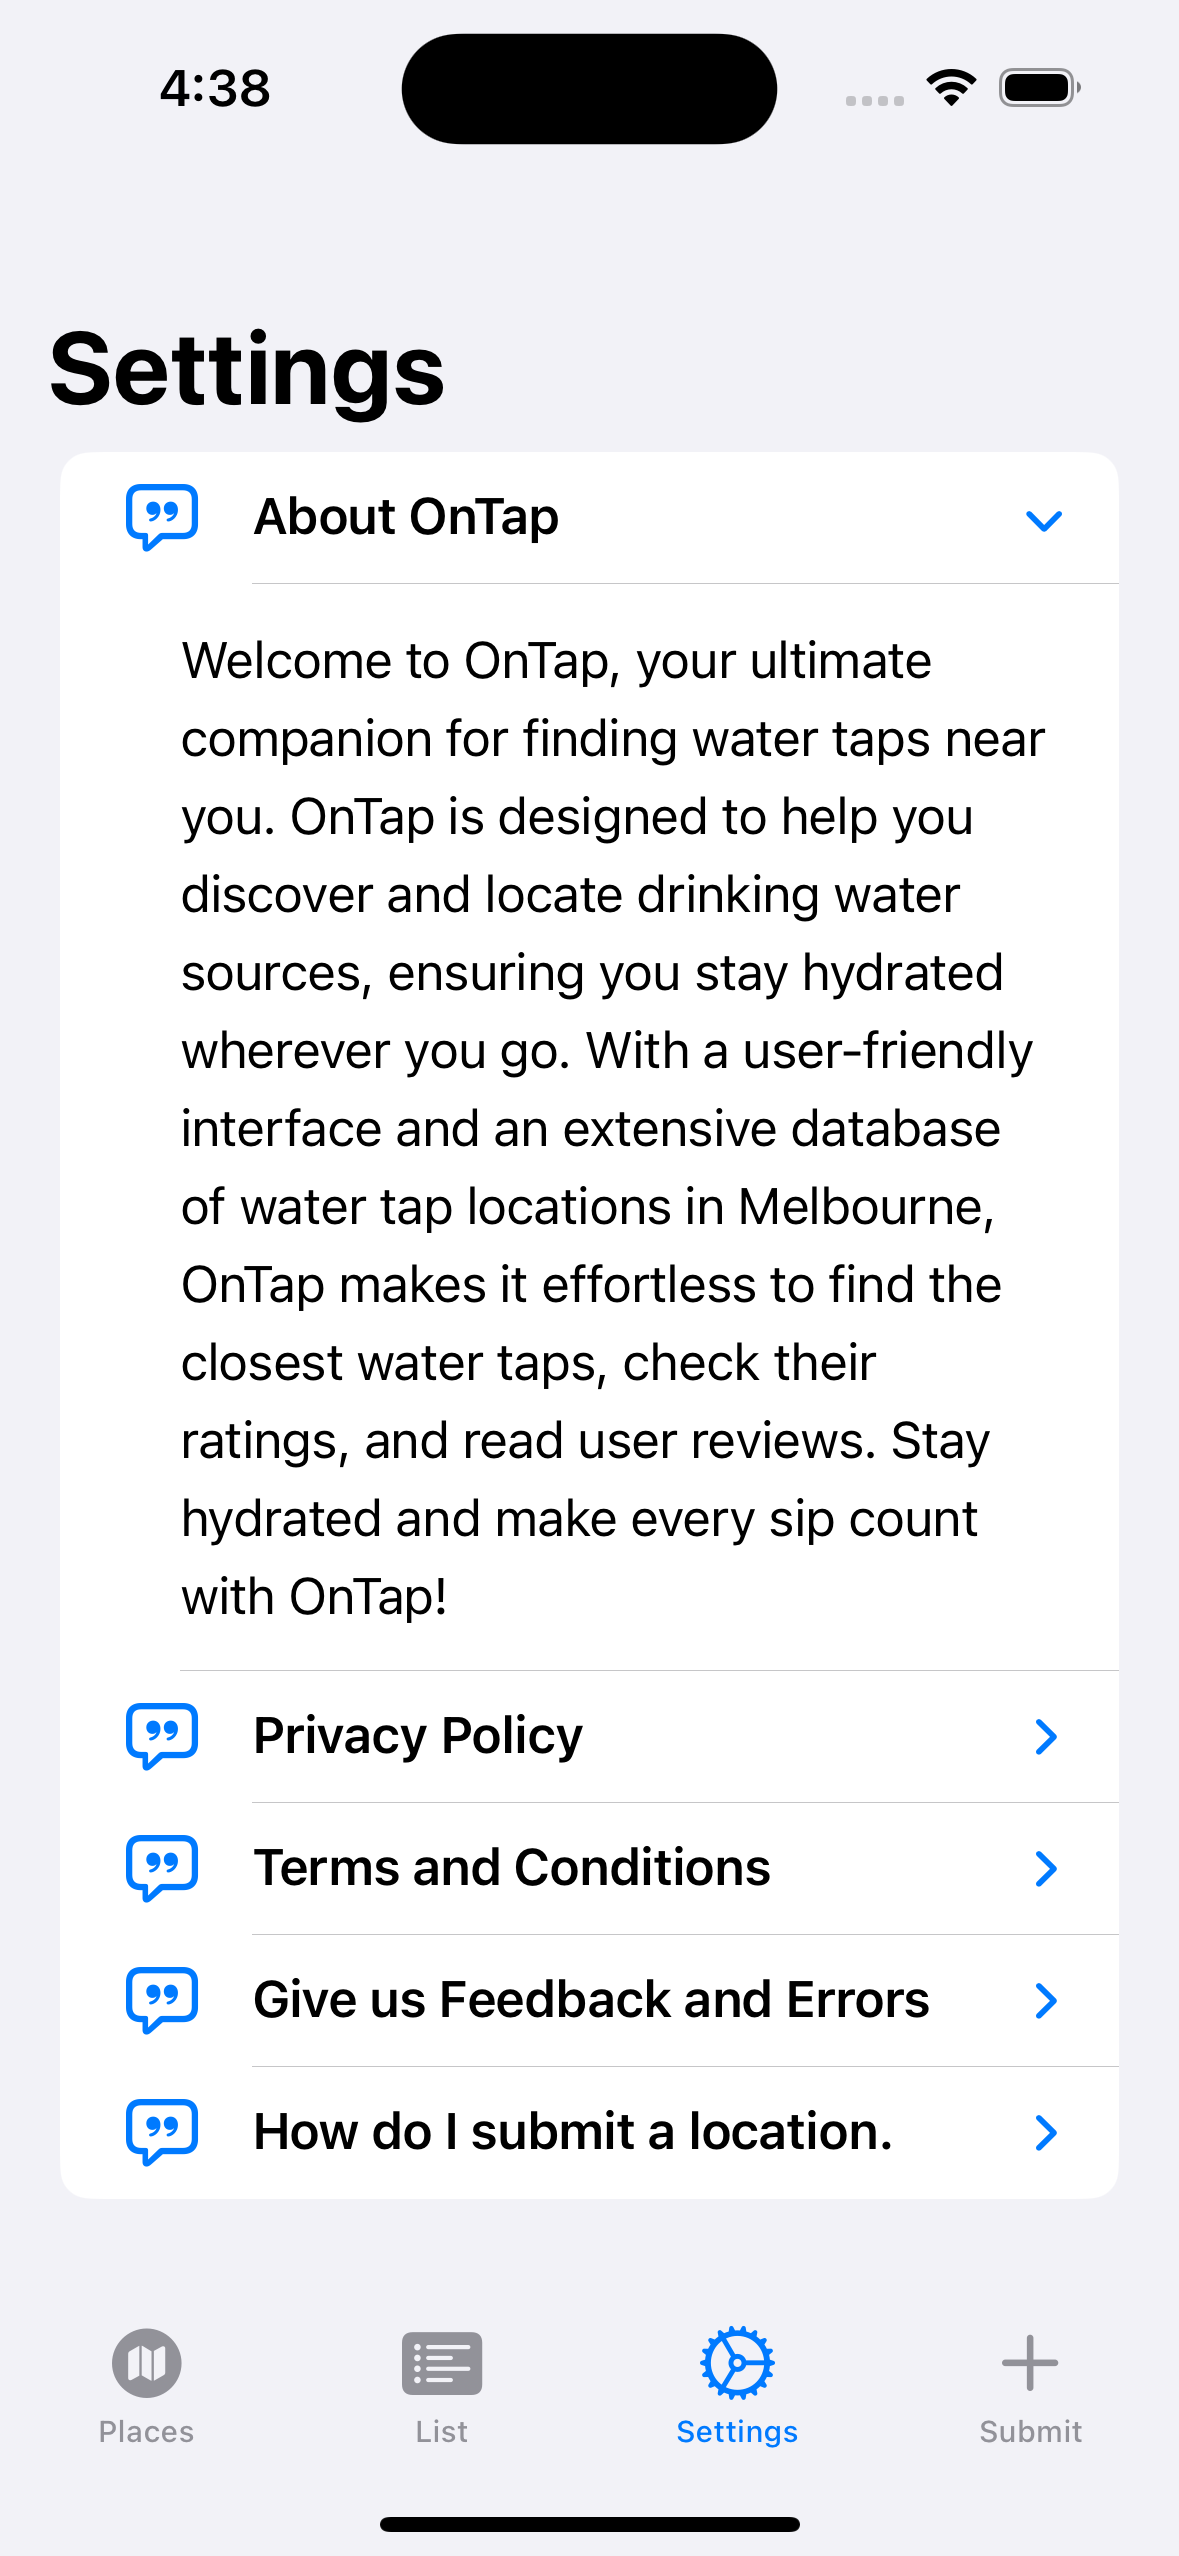 4:38
Settings
About OnTap
Welcome to OnTap, your ultimate
companion for finding water taps near
you. OnTap is designed to help you
discover and locate drinking water
sources, ensuring you stay hydrated
wherever you go. With a user-friendly
interface and an extensive database
of water tap locations in Melbourne,
OnTap makes it effortless to find the
closest water taps, check their
ratings, and read user reviews. Stay
hydrated and make every sip count
with OnTap!
Privacy Policy
Terms and Conditions
Give us Feedback and Errors
How do I submit a location.
Places
List
Settings
Submit